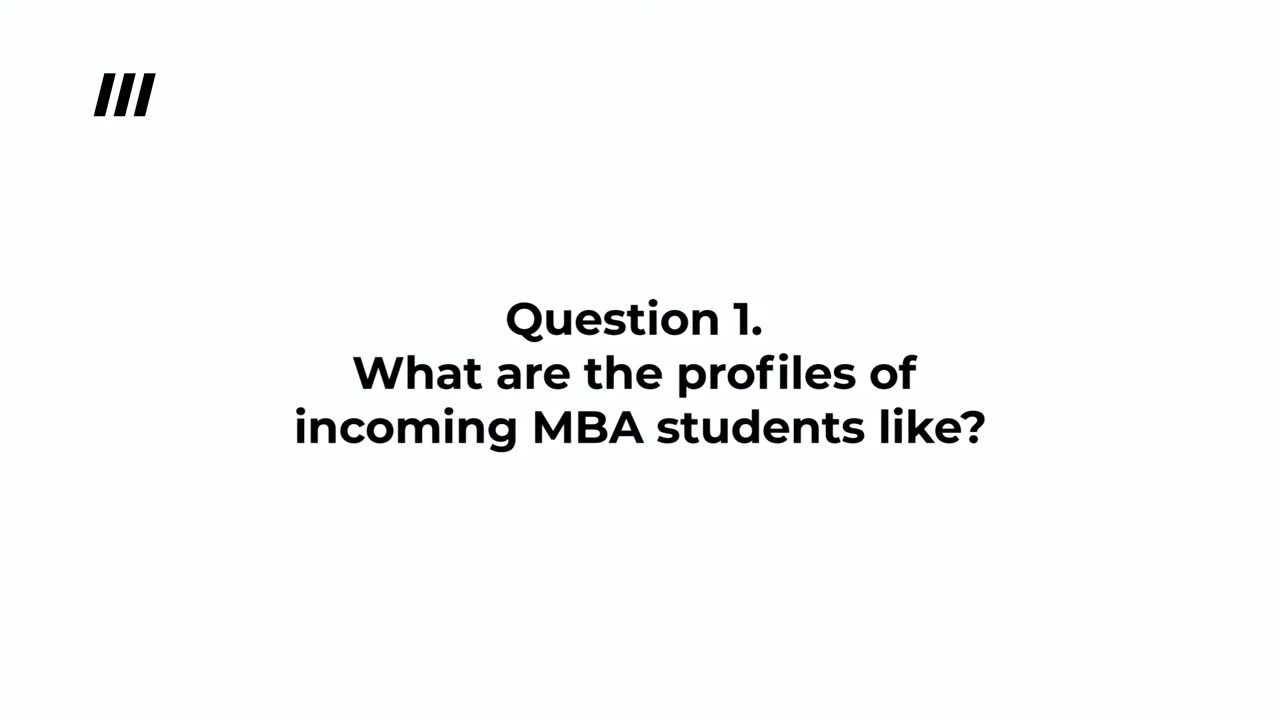 Question 1.
What are the profiles of
incoming MBA students like?